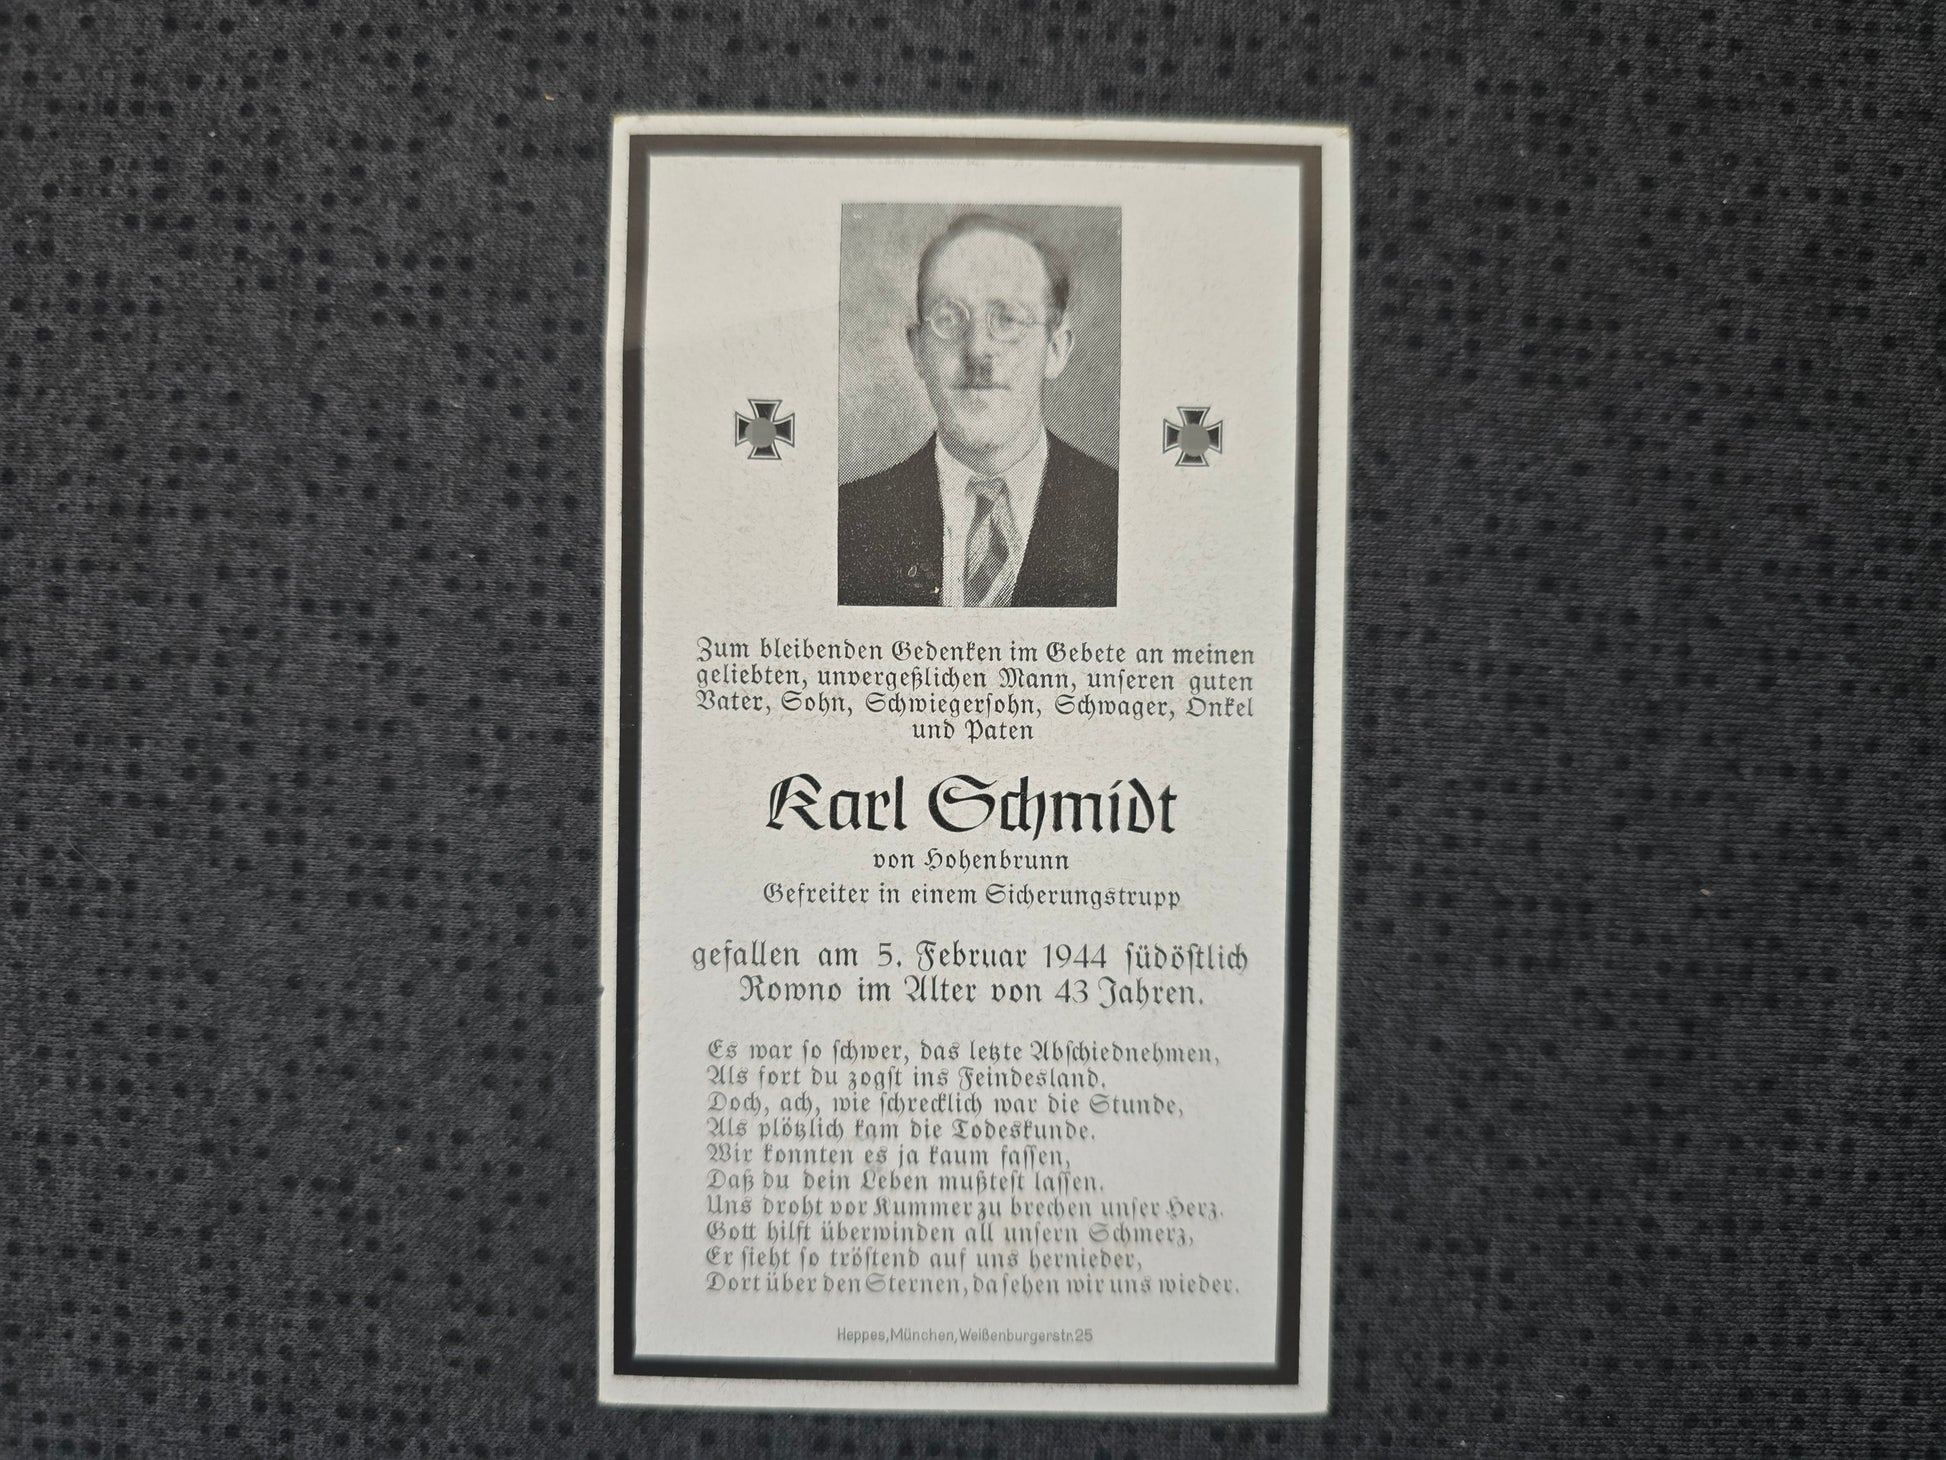 Zum bleibenden Gedenken im Gebete an meinen
geliebten, unvergeßlichen Mann, unseren guten
Vater, Sohn, Schwiegersohn, Schwager, Onkel
und Paten
Karl Schmidt
von Hohenbrunn
Gefreiter in einem Sicherungstrupp
gefallen am 5. Februar 1944 südöstlich
Rowno im Alter von 43 Jahren.
Es war so schwer, das letzte Abschiednehmen,
Als fort du zogst ins Feindesland.
Doch, ach, wie schrecklich war die Stunde,
Als plötzlich kam die Todeskunde.
Wir konnten es ja kaum fassen,
Daß du dein Leben mußtest lassen.
Uns droht vor Kummer zu brechen unser Herz.
Gott hilft überwinden all unsern Schmerz,
Er sieht so tröstend auf uns hernieder,
Dort über den Sternen, da sehen wir uns wieder.
Heppes, München, Weißenburgerstr. 25